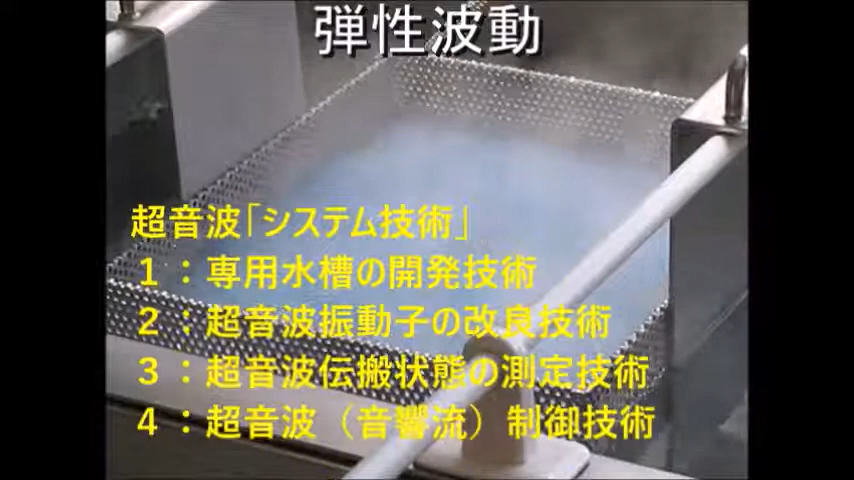 弾性波動
超音波「システム技術」
１：専用水槽の開発技術
２：超音波振動子の改良技術
３：超音波伝搬状態の測定技術
４：超音波（音響流）制御技術